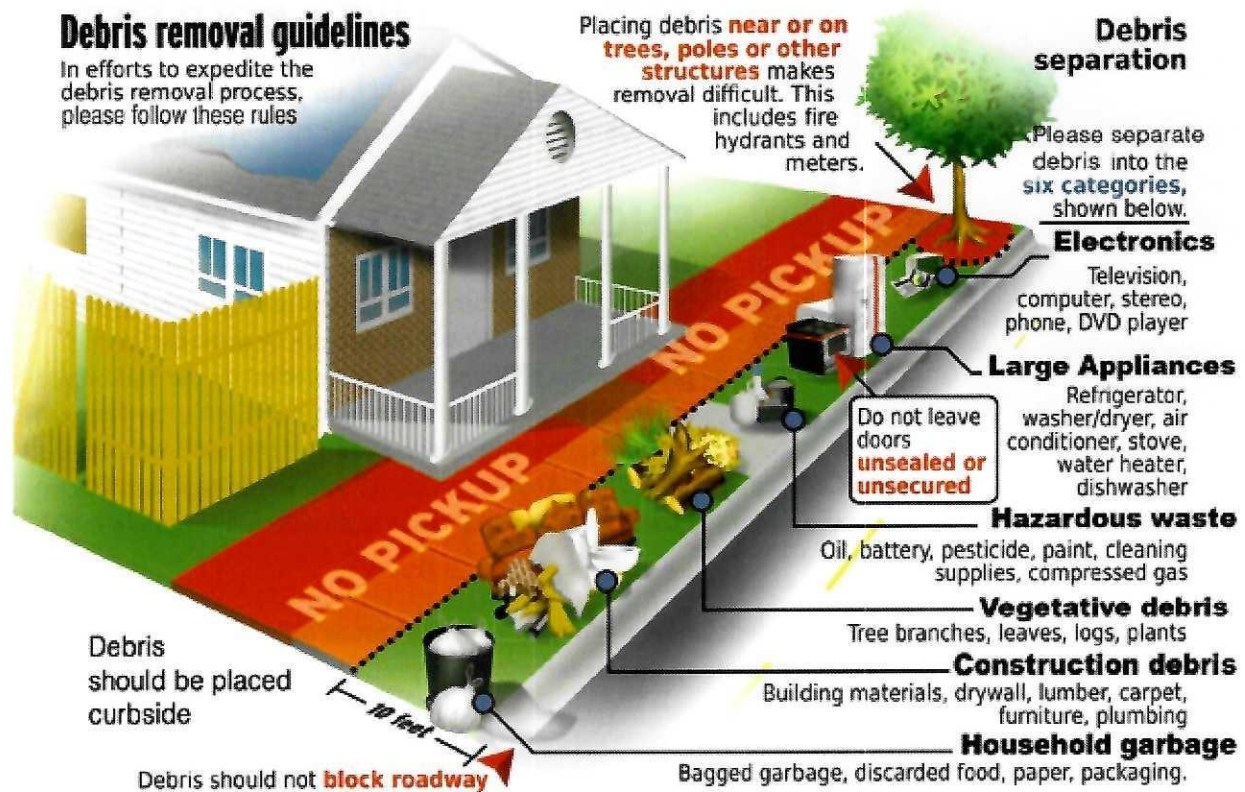 Debris removal guidelines
In efforts to expedite the
debris removal process,
please follow these rules
Placing debris near or on
trees, poles or other
structures makes
removal difficult. This
includes fire
hydrants and
meters.
Debris
separation
Please separate
debris into the
six categories,
shown below.
Electronics
Television,
computer, stereo,
phone, DVD player
Large Appliances
Refrigerator,
washer/dryer, air
conditioner, stove,
water heater,
dishwasher
Do not leave
doors
unsealed or
unsecured
Hazardous waste
Oil, battery, pesticide, paint, cleaning
supplies, compressed gas
Vegetative debris
Tree branches, leaves, logs, plants
Construction debris
Building materials, drywall, lumber, carpet,
furniture, plumbing
Household garbage
Bagged garbage, discarded food, paper, packaging.
NO PICKUP
NO PICKUP
Debris
should be placed
curbside
10 feet
Debris should not block roadway